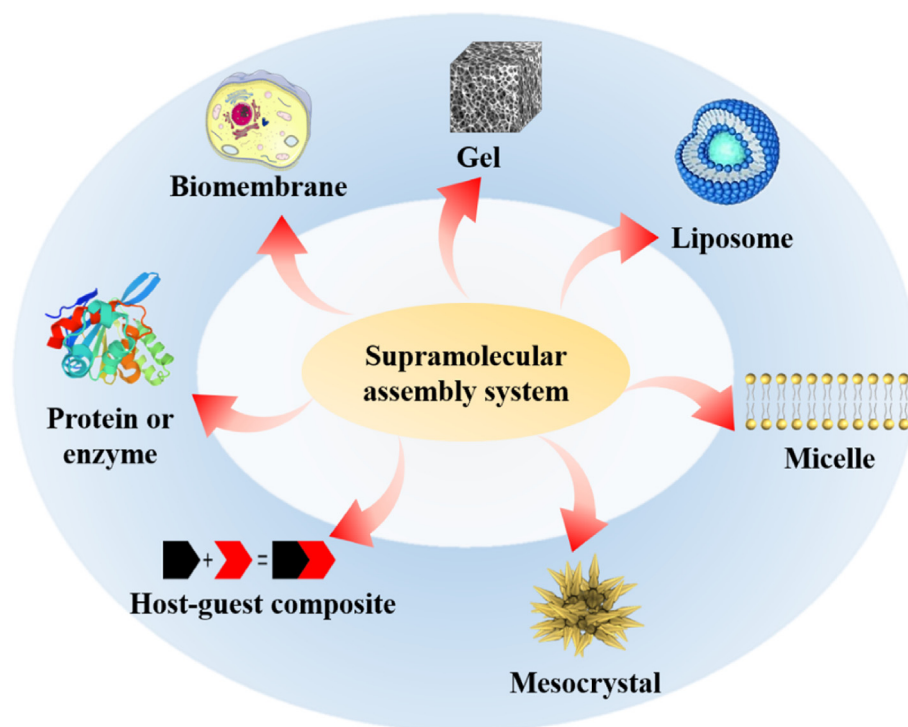 Gel
Biomembrane
Liposome
Supramolecular
assembly system
Protein or
enzyme
Micelle
+ =
Host-guest composite
Mesocrystal